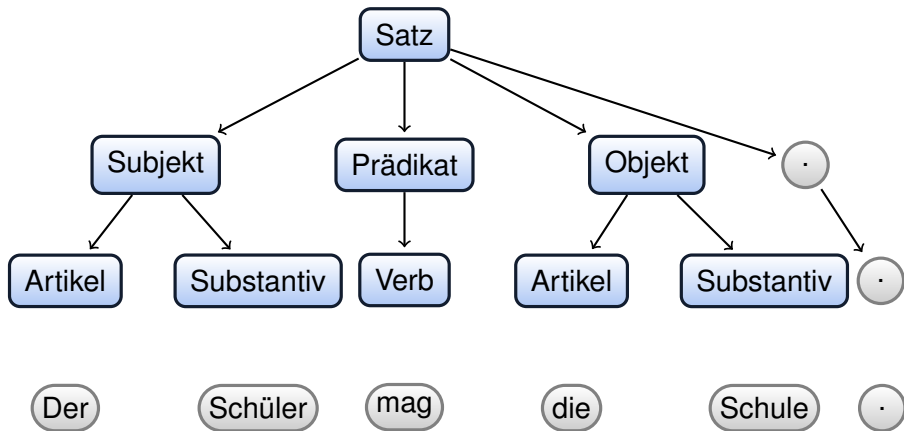 Satz
Subjekt Prädikat Objekt .
Artikel Substantiv Verb Artikel Substantiv .
Der Schüler mag die Schule .